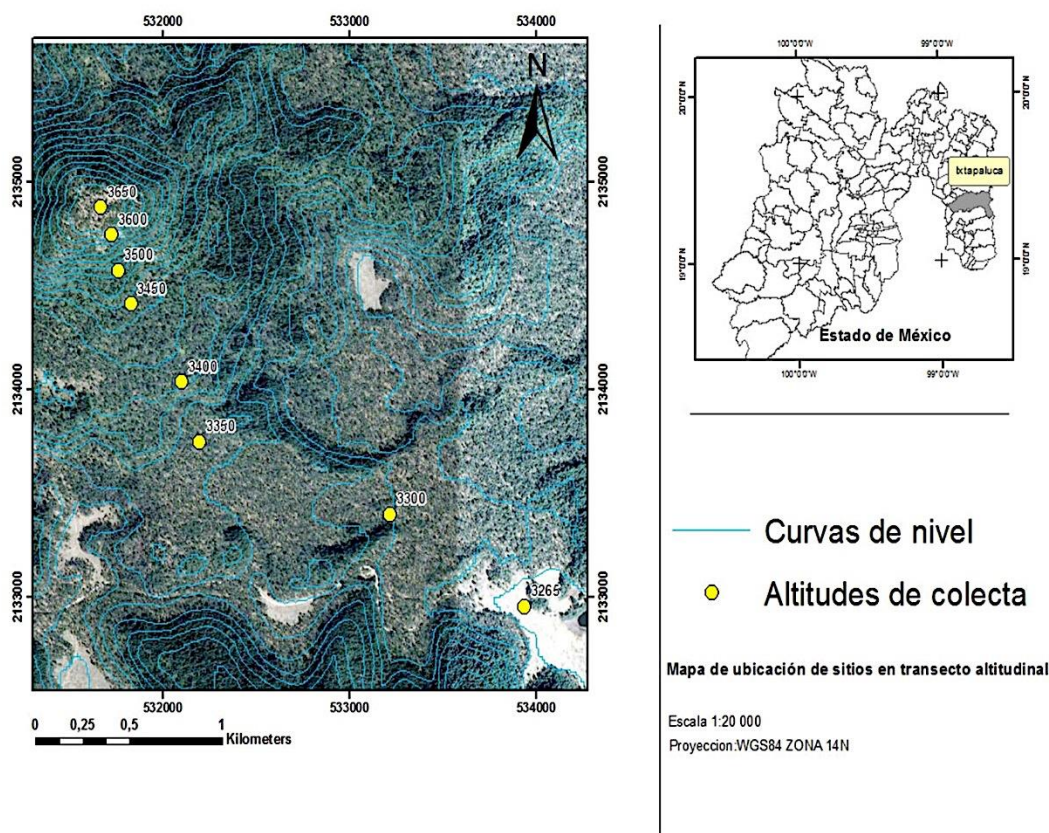 532000 533000 534000
N
2135000 2135000
3650
3600
3500
3450
2134000 2134000
3400
3350
3300
2133000 2133000
3265
532000 533000 534000
0 0,25 0,5 1
Kilometers
100°0'0"W 99°0'0"W
20°0'0"N 20°0'0"N
Ixtapaluca
19°0'0"N 19°0'0"N
Estado de México
100°0'0"W 99°0'0"W
Curvas de nivel
Altitudes de colecta
Mapa de ubicación de sitios en transecto altitudinal
Escala 1:20 000
Proyeccion:WGS84 ZONA 14N